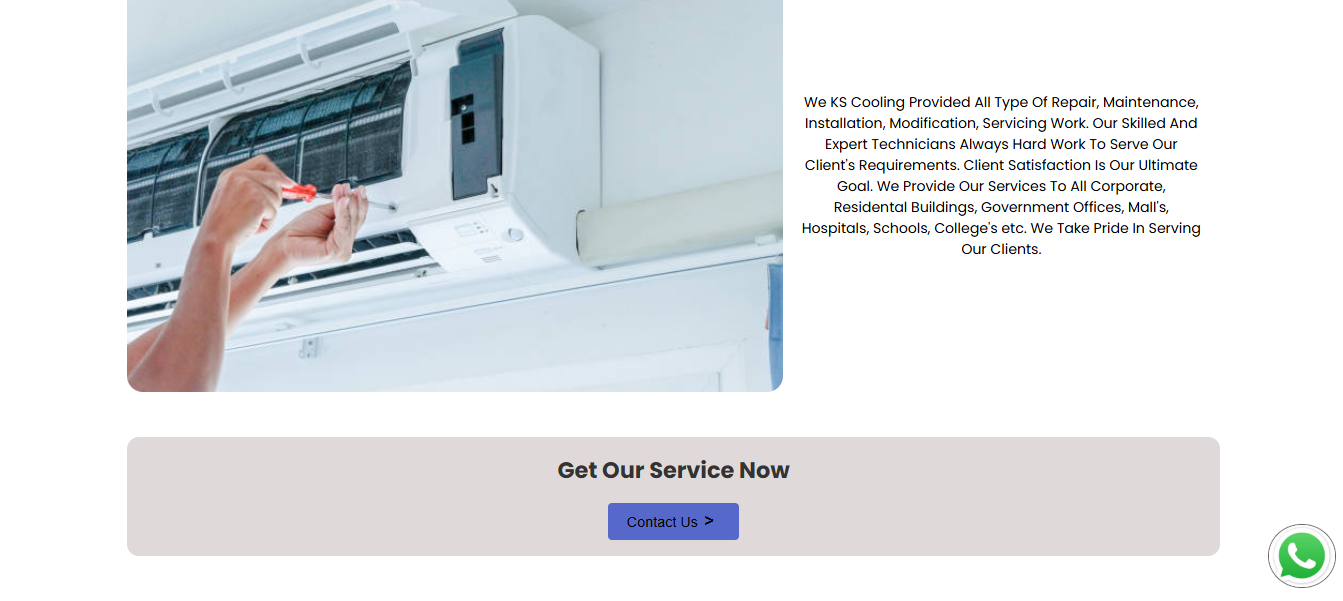 We KS Cooling Provided All Type Of Repair, Maintenance,
Installation, Modification, Servicing Work. Our Skilled And
Expert Technicians Always Hard Work To Serve Our
Client's Requirements. Client Satisfaction Is Our Ultimate
Goal. We Provide Our Services To All Corporate,
Residental Buildings, Government Offices, Mall's,
Hospitals, Schools, College's etc. We Take Pride In Serving
Our Clients.
Get Our Service Now
Contact Us >